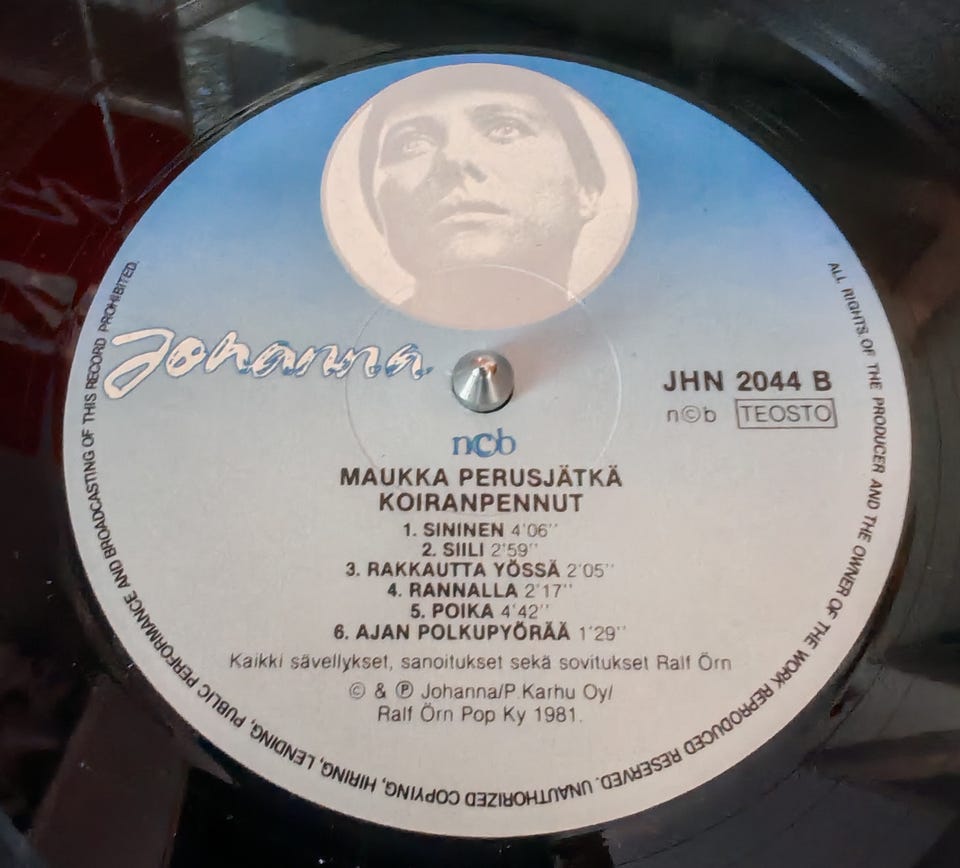 Johanna
JHN 2044 B
n©b TEOSTO
ncb
MAUKKA PERUSJÄTKÄ
KOIRANPENNUT
1. SININEN 4'06''
2. SIILI 2'59''
3. RAKKAUTTA YÖSSÄ 2'05''
4. RANNALLA 2'17''
5. POIKA 4'42''
6. AJAN POLKUPYÖRÄÄ 1'29''
Kaikki sävellykset, sanoitukset sekä sovitukset Ralf Örn
© & ℗ Johanna/P.Karhu Oy/
Ralf Örn Pop Ky 1981.
ALL RIGHTS OF THE PRODUCER AND THE OWNER OF THE WORK REPRODUCED RESERVED. UNAUTHORIZED COPYING, HIRING, LENDING, PUBLIC PERFORMANCE AND BROADCASTING OF THIS RECORD PROHIBITED.